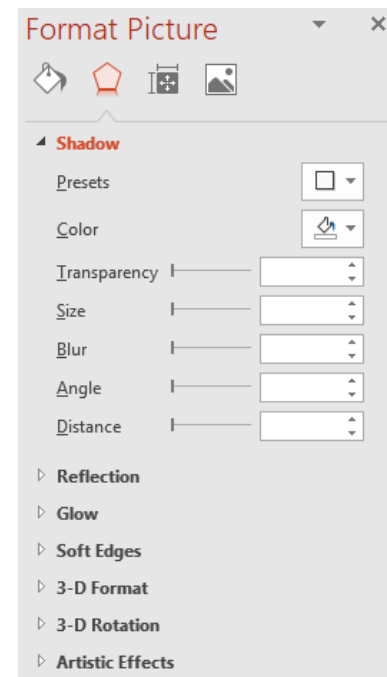 Format Picture
Shadow
Presets
Color
Transparency
Size
Blur
Angle
Distance
Reflection
Glow
Soft Edges
3-D Format
3-D Rotation
Artistic Effects